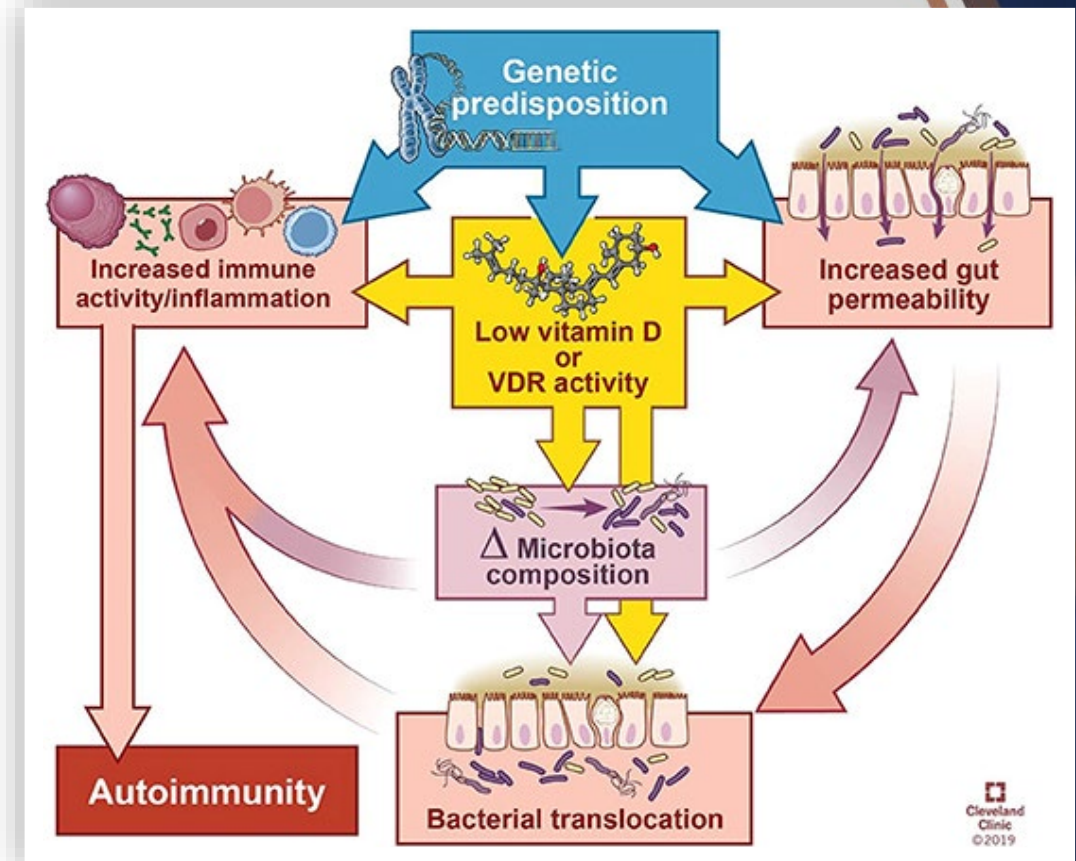 Genetic
predisposition
Increased immune
activity/inflammation
Low vitamin D
or
VDR activity
Increased gut
permeability
Δ Microbiota
composition
Bacterial translocation
Autoimmunity
Cleveland
Clinic
©2019